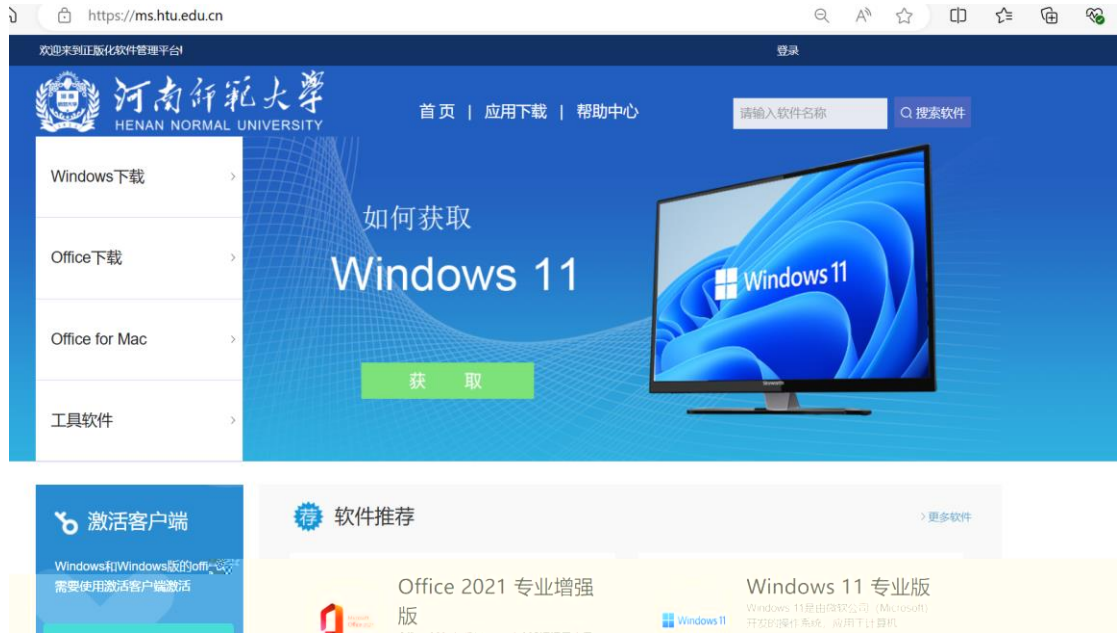 https://ms.htu.edu.cn
欢迎来到正版化软件管理平台!
登录
河南师范大学
HENAN NORMAL UNIVERSITY
首页 | 应用下载 | 帮助中心
请输入软件名称
搜索软件
Windows下载
Office下载
Office for Mac
工具软件
如何获取
Windows 11
获 取
Windows 11
激活客户端
Windows和Windows版的offi
需要使用激活客户端激活
荐 软件推荐
>更多软件
Office 2021 专业增强
版
Windows 11
Windows 11 专业版
Windows 11是由微软公司（Microsoft）
开发的操作系统，应用于计算机